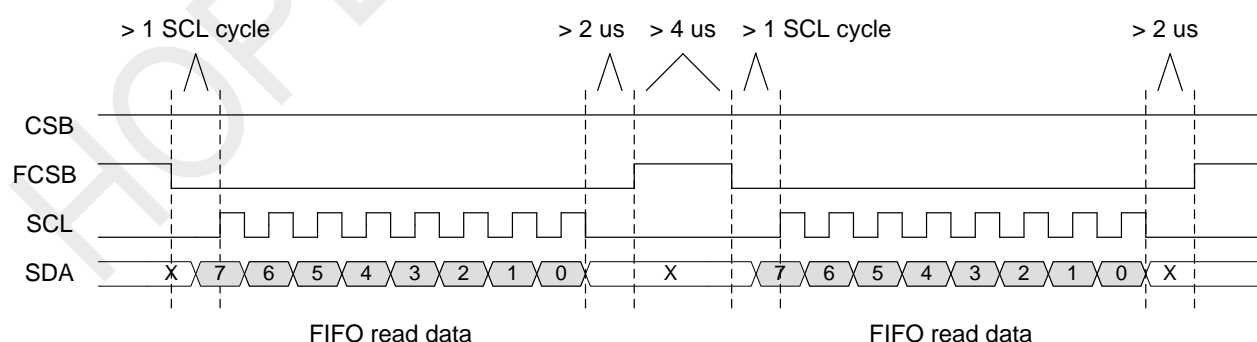 > 1 SCL cycle > 2 us > 4 us > 1 SCL cycle > 2 us
CSB
FCSB
SCL
SDA X 7 6 5 4 3 2 1 0 X 7 6 5 4 3 2 1 0 X
FIFO read data FIFO read data